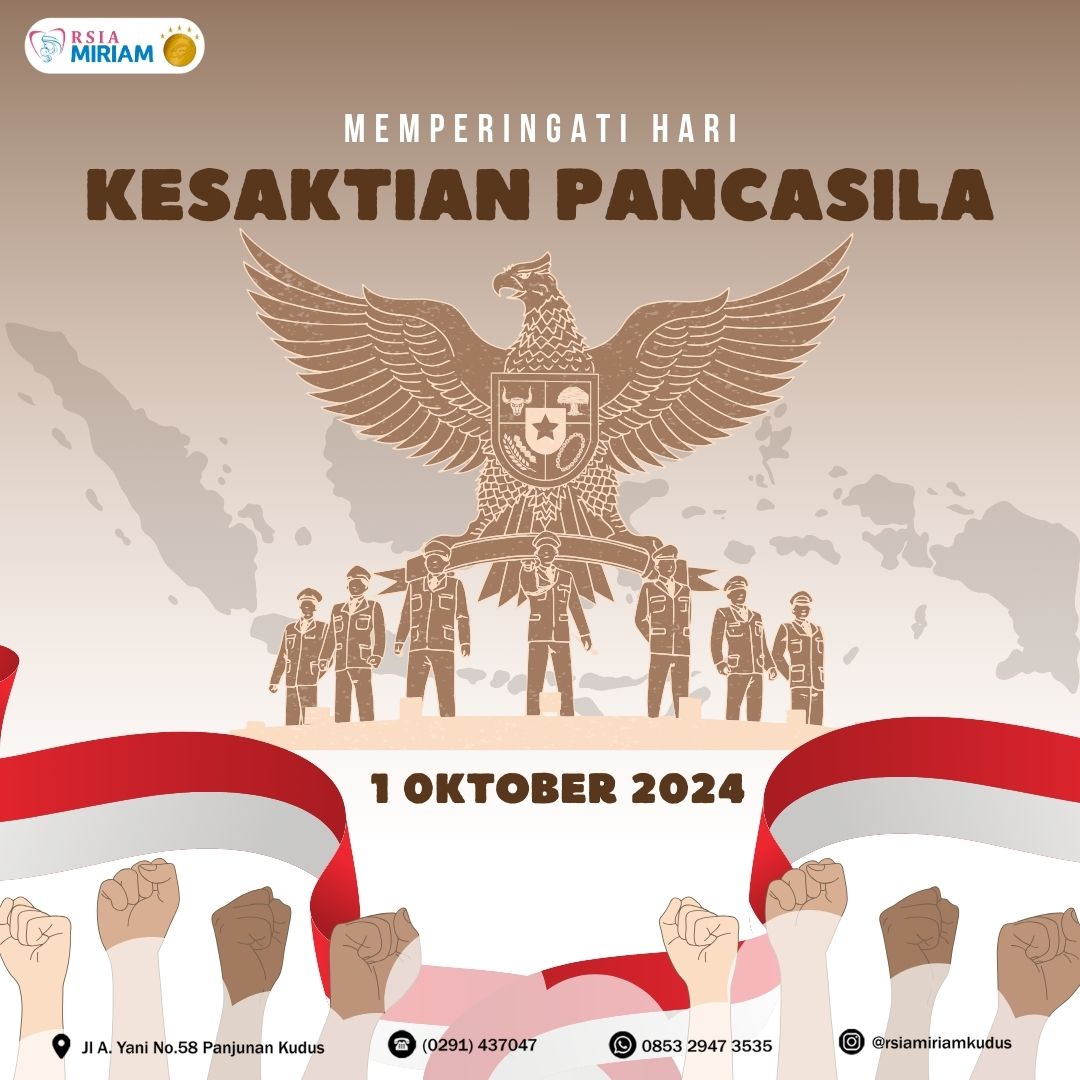 RSIA
MIRIAM
MEMPERINGATI HARI
KESAKTIAN PANCASILA
1 OKTOBER 2024
Jl A. Yani No.58 Panjunan Kudus
(0291) 437047
0853 2947 3535
@rsiamiriamkudus